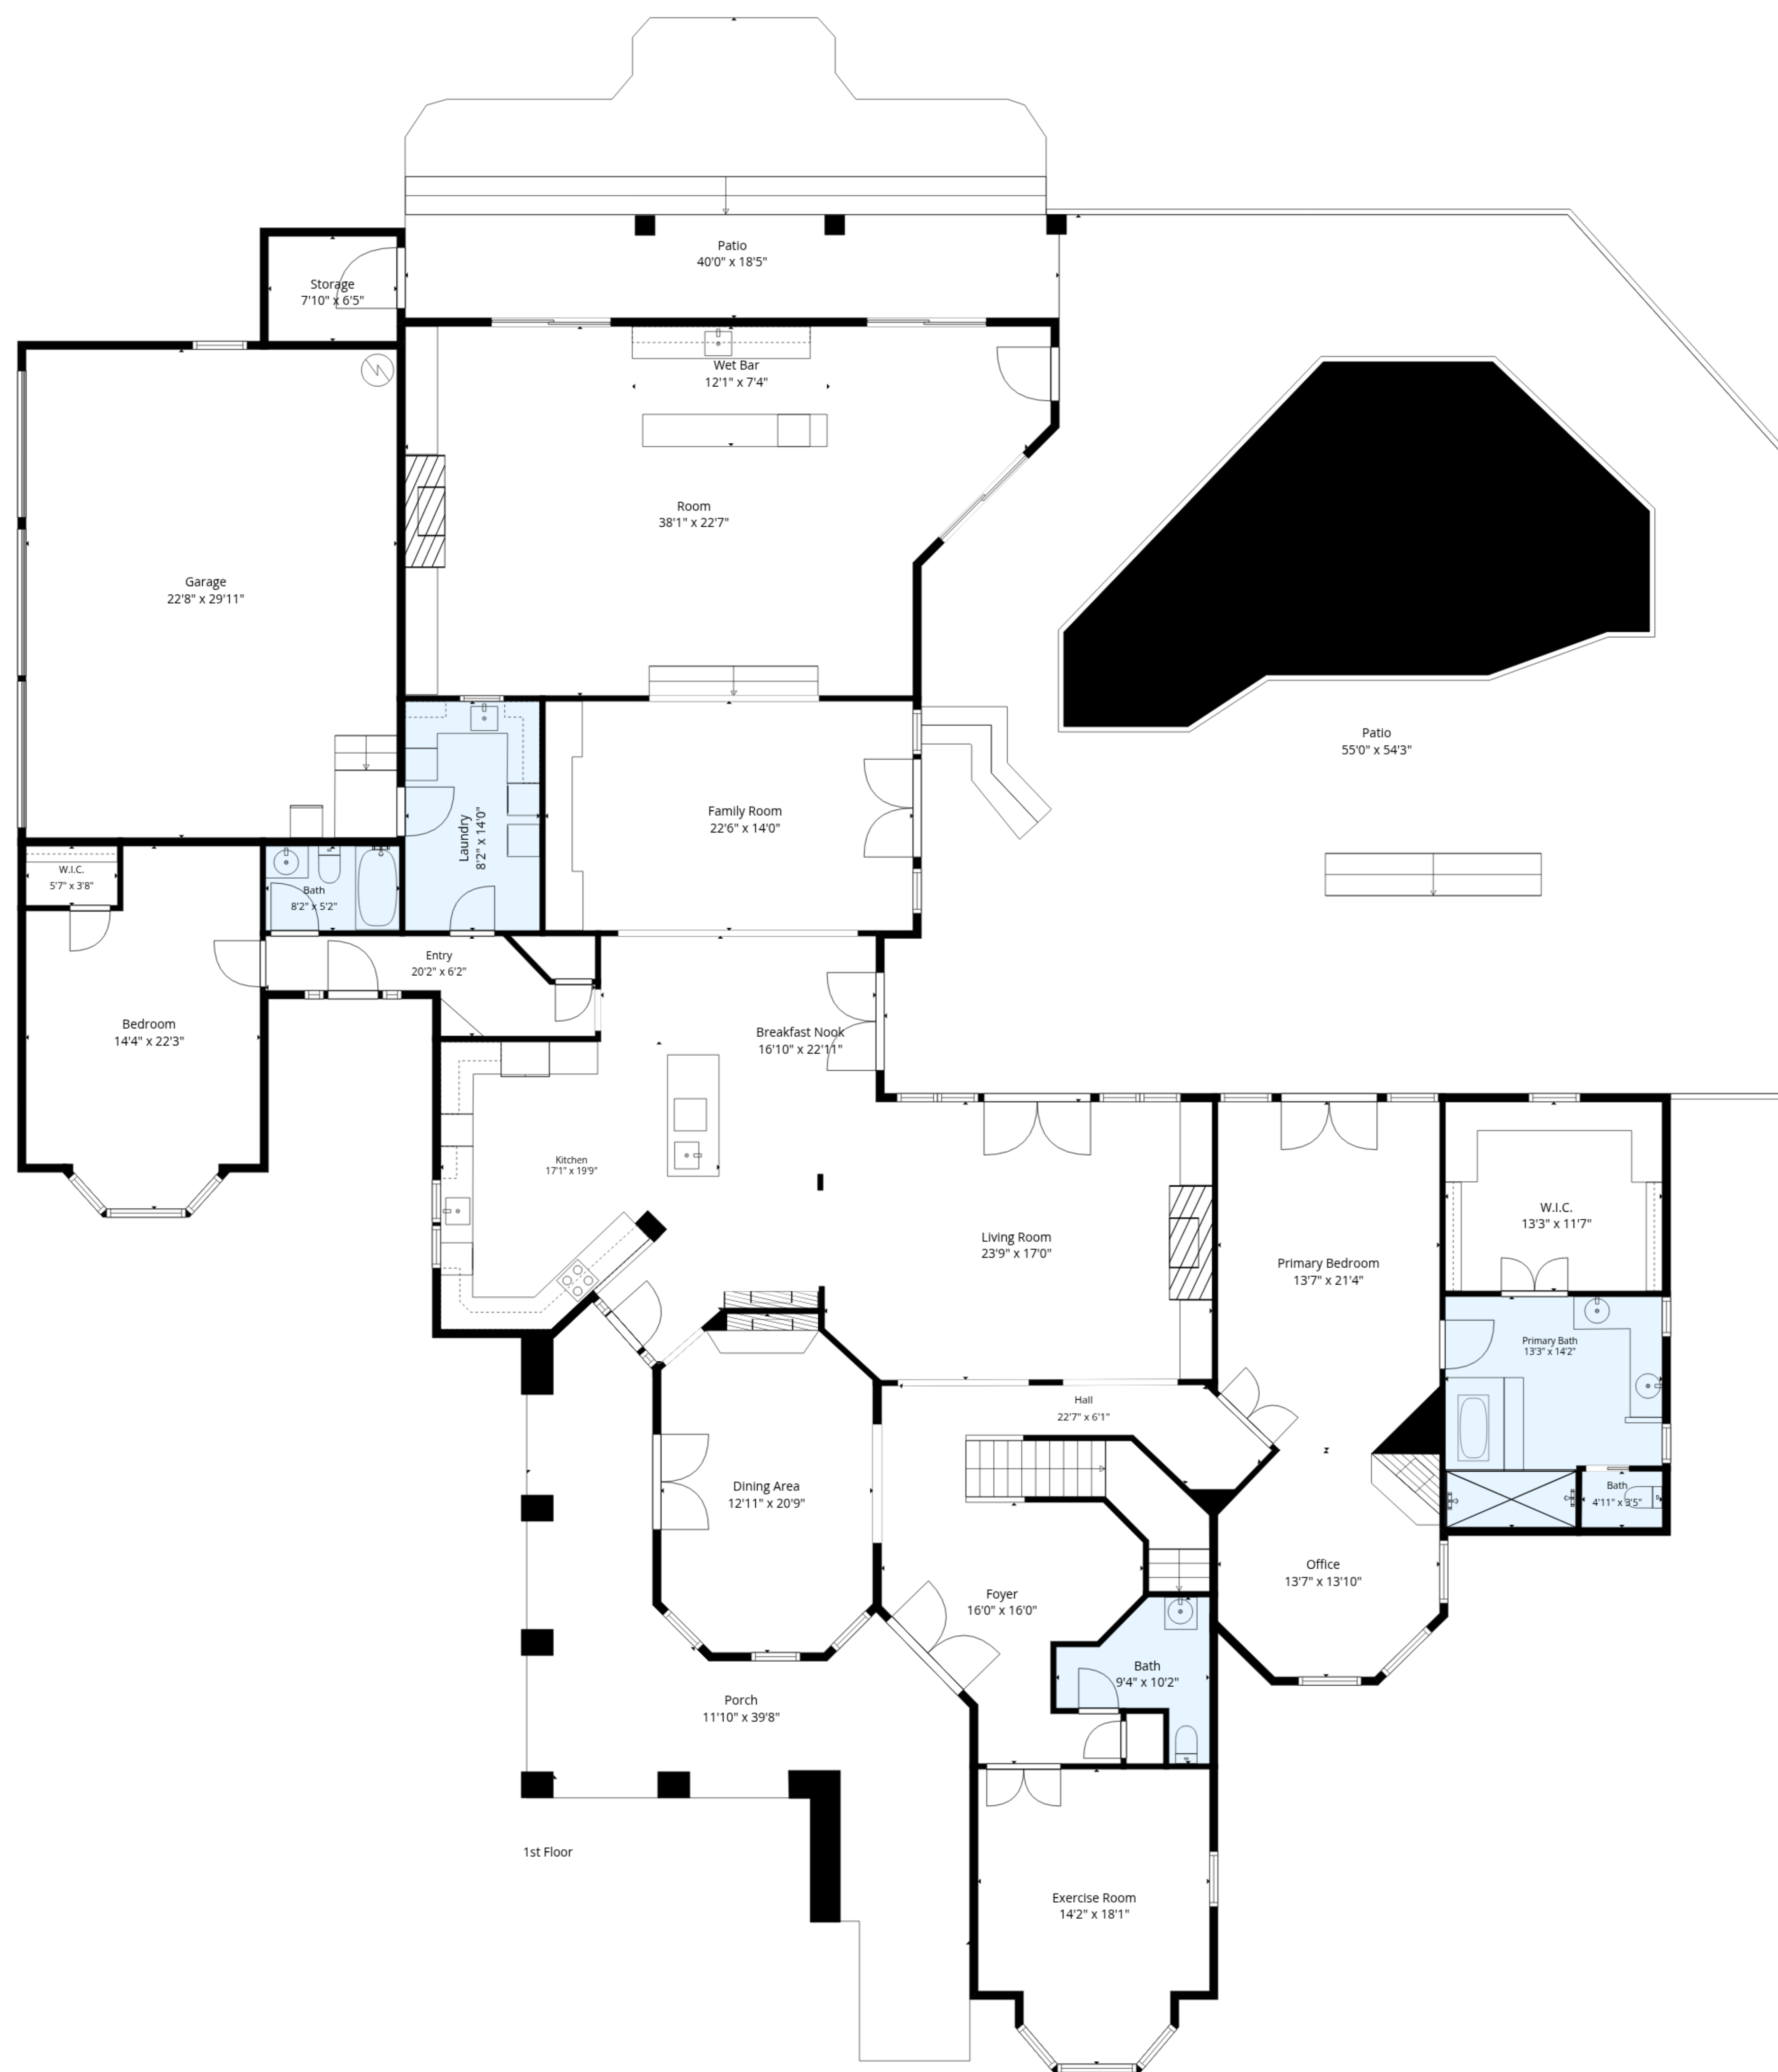 Patio
40'0" x 18'5"
Storage
7'10" x 6'5"
Wet Bar
12'1" x 7'4"
Room
38'1" x 22'7"
Garage
22'8" x 29'11"
Patio
55'0" x 54'3"
Family Room
22'6" x 14'0"
Laundry
8'2" x 14'0"
W.I.C.
5'7" x 3'8"
Bath
8'2" x 5'2"
Entry
20'2" x 6'2"
Bedroom
14'4" x 22'3"
Breakfast Nook
16'10" x 22'11"
Kitchen
17'1" x 19'9"
Living Room
23'9" x 17'0"
Primary Bedroom
13'7" x 21'4"
W.I.C.
13'3" x 11'7"
Primary Bath
13'3" x 14'2"
Hall
22'7" x 6'1"
Dining Area
12'11" x 20'9"
Bath
4'11" x 3'5"
Office
13'7" x 13'10"
Foyer
16'0" x 16'0"
Bath
9'4" x 10'2"
Porch
11'10" x 39'8"
1st Floor
Exercise Room
14'2" x 18'1"